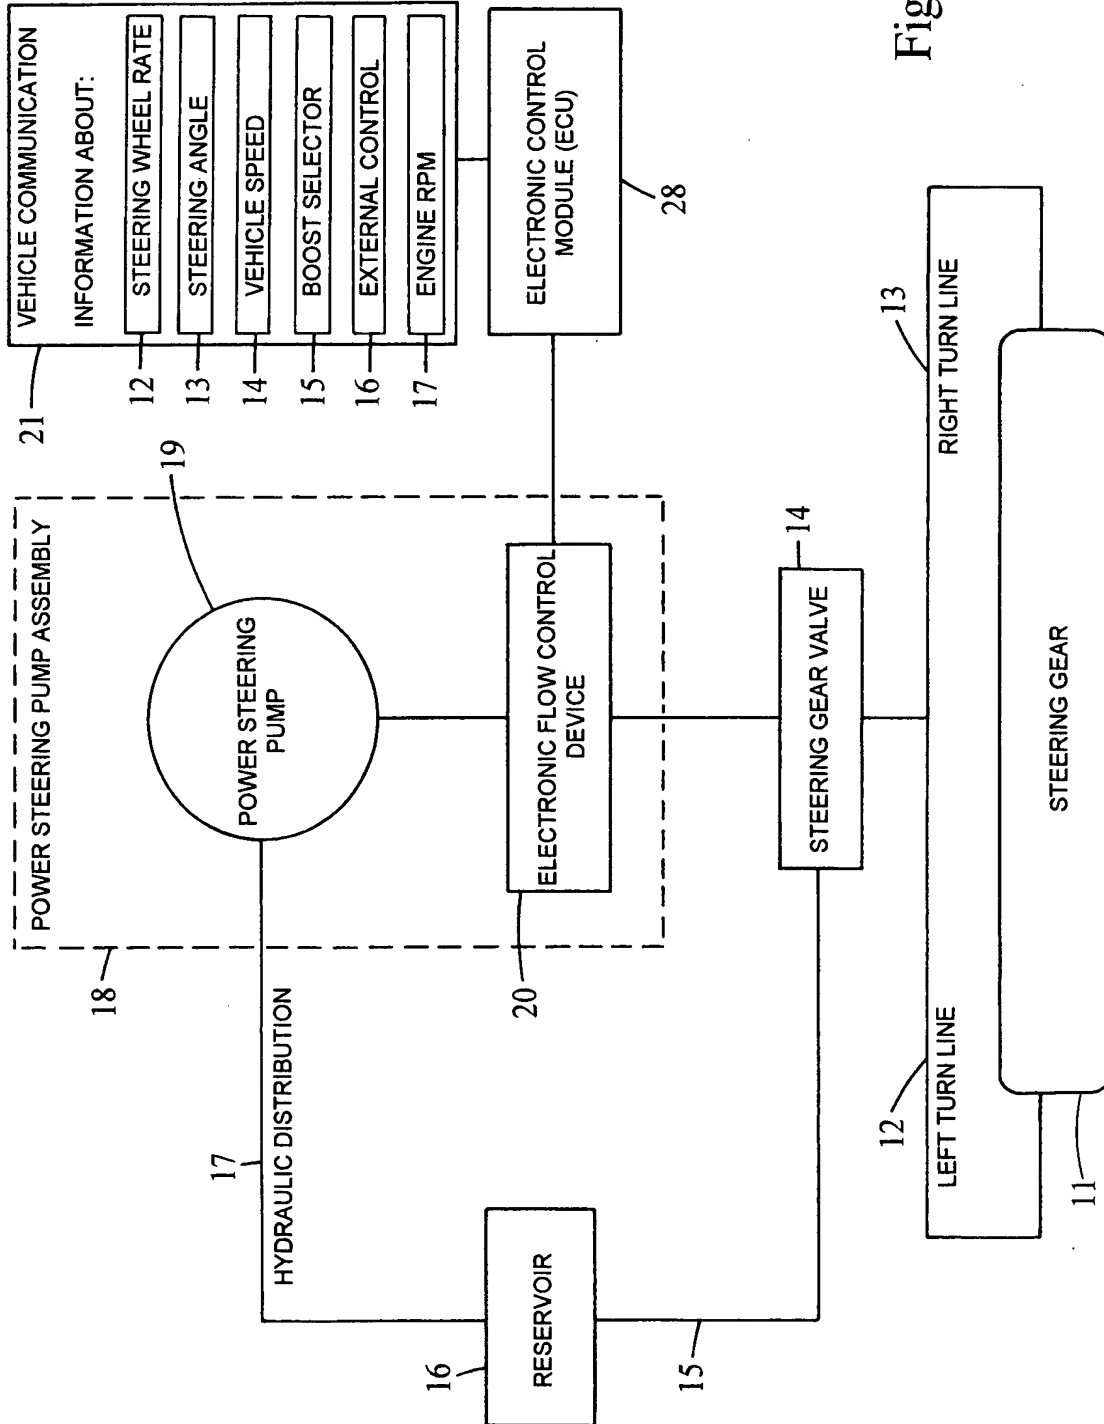 VEHICLE COMMUNICATION
INFORMATION ABOUT:
STEERING WHEEL RATE
STEERING ANGLE
VEHICLE SPEED
BOOST SELECTOR
EXTERNAL CONTROL
ENGINE RPM
21
12
13
14
15
16
17
ELECTRONIC CONTROL
MODULE (ECU)
28
POWER STEERING PUMP ASSEMBLY
18
19
POWER STEERING
PUMP
ELECTRONIC FLOW CONTROL
DEVICE
20
17
HYDRAULIC DISTRIBUTION
RESERVOIR
16
15
STEERING GEAR VALVE
14
12
LEFT TURN LINE
13
RIGHT TURN LINE
STEERING GEAR
11
Fig